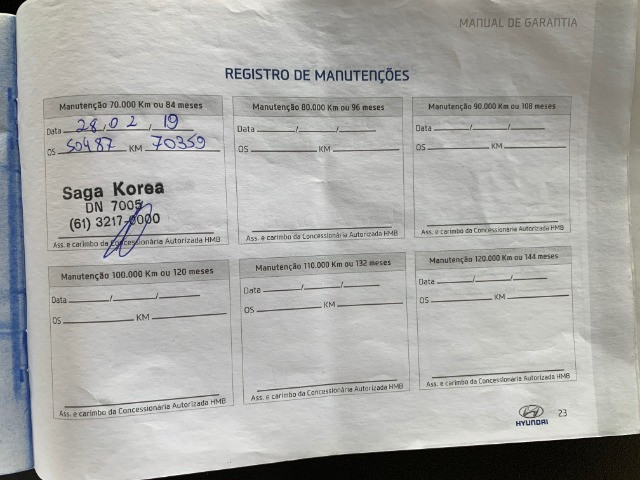 MANUAL DE GARANTIA
REGISTRO DE MANUTENÇÕES
Manutenção 70.000 Km ou 84 meses
Data 28/02/19
OS 50487 KM 70359
Saga Korea
DN 7005
(61) 3217-0000
Ass. e carimbo da Concessionária Autorizada HMB
Manutenção 80.000 Km ou 96 meses
Data / /
OS KM
Ass. e carimbo da Concessionária Autorizada HMB
Manutenção 90.000 Km ou 108 meses
Data / /
OS KM
Ass. e carimbo da Concessionária Autorizada HMB
Manutenção 100.000 Km ou 120 meses
Data / /
OS KM
Ass. e carimbo da Concessionária Autorizada HMB
Manutenção 110.000 Km ou 132 meses
Data / /
OS KM
Ass. e carimbo da Concessionária Autorizada HMB
Manutenção 120.000 Km ou 144 meses
Data / /
OS KM
Ass. e carimbo da Concessionária Autorizada HMB
HYUNDAI 23